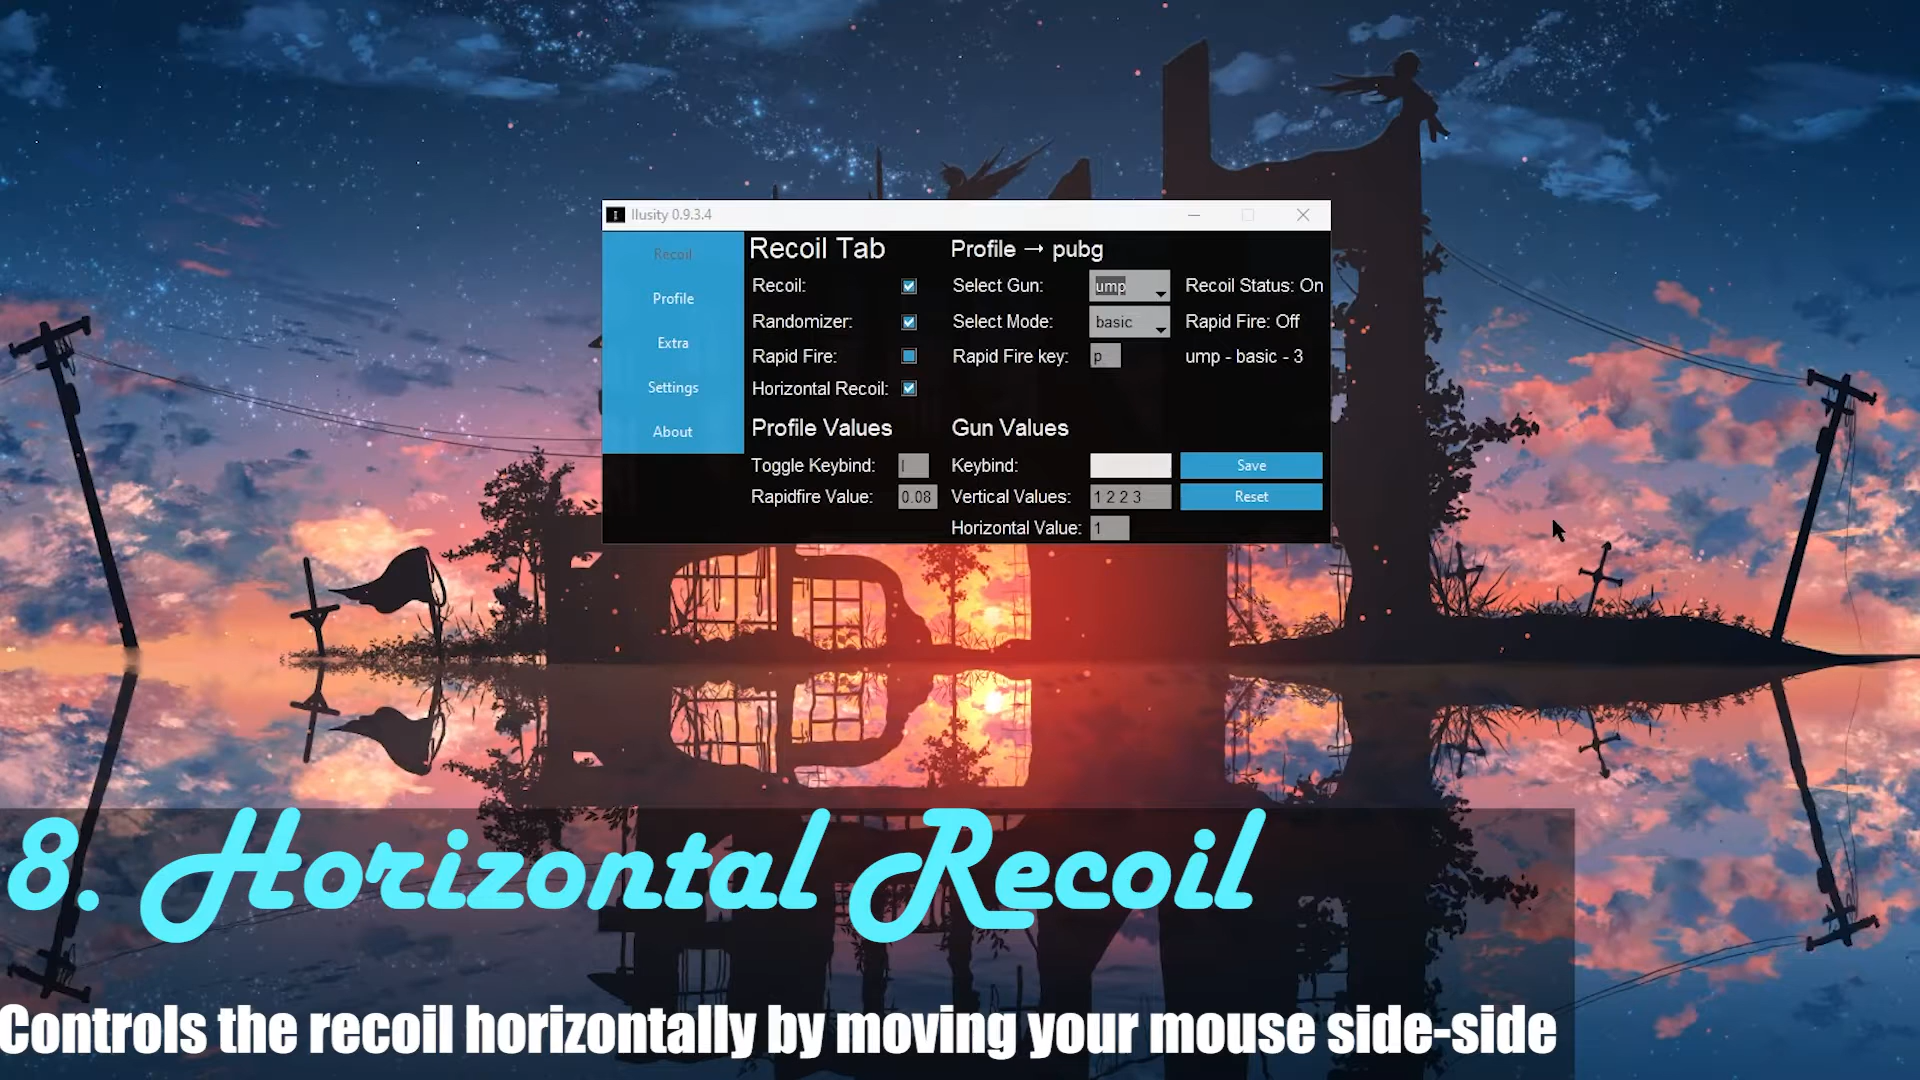 Ilusity 0.9.3.4
Recoil
Profile
Extra
Settings
About
Recoil Tab
Profile → pubg
Recoil:
Select Gun: ump
Recoil Status: On
Randomizer:
Select Mode: basic
Rapid Fire: Off
Rapid Fire:
Rapid Fire key: p
ump - basic - 3
Horizontal Recoil:
Profile Values
Gun Values
Toggle Keybind: l
Keybind:
Save
Rapidfire Value: 0.08
Vertical Values: 1 2 2 3
Reset
Horizontal Value: 1
8. Horizontal Recoil
Controls the recoil horizontally by moving your mouse side-side